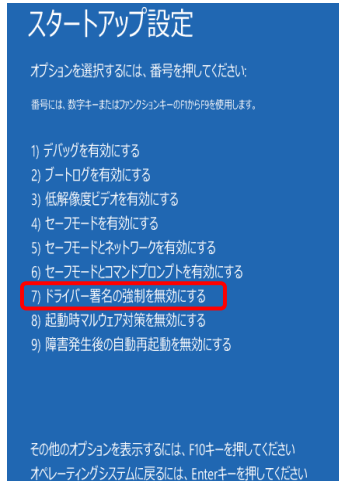 スタートアップ設定
オプションを選択するには、番号を押してください:
番号には、数字キーまたはファンクションキーのF1からF9を使用します。
1) デバッグを有効にする
2) ブートログを有効にする
3) 低解像度ビデオを有効にする
4) セーフモードを有効にする
5) セーフモードとネットワークを有効にする
6) セーフモードとコマンドプロンプトを有効にする
7) ドライバー署名の強制を無効にする
8) 起動時マルウェア対策を無効にする
9) 障害発生後の自動再起動を無効にする
その他のオプションを表示するには、F10キーを押してください
オペレーティングシステムに戻るには、Enterキーを押してください